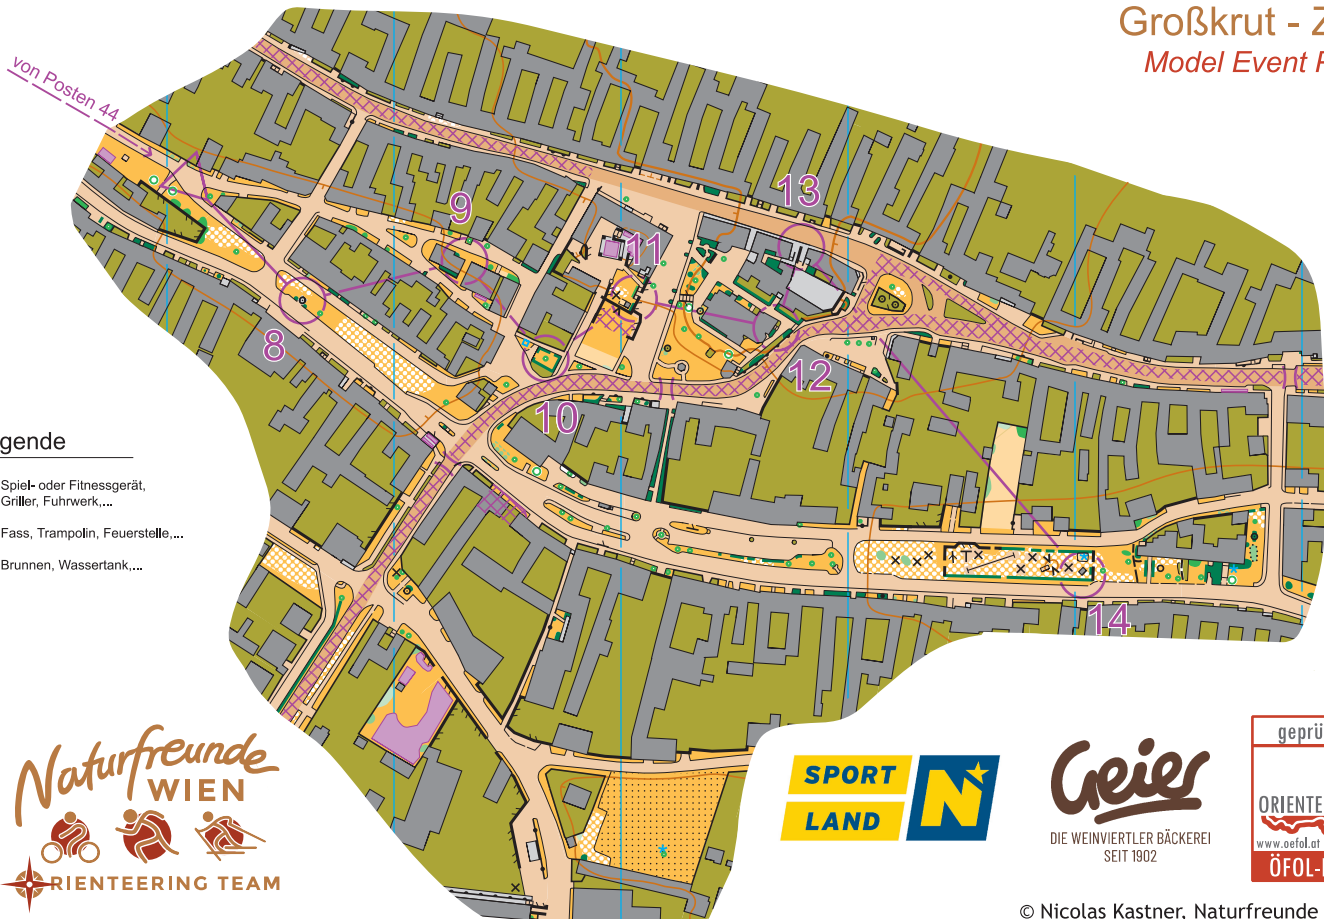 Großkrut - Z
Model Event
von Posten 44
13
9
11
8
12
10
14
gende
Spiel- oder Fitnessgerät,
Griller, Fuhrwerk,...
Fass, Trampolin, Feuerstelle,...
Brunnen, Wassertank,...
Naturfreunde
WIEN
RIENTEERING TEAM
SPORT
LAND
N
Geier
DIE WEINVIERTLER BÄCKEREI
SEIT 1902
geprü
ORIENTE
www.oefol.at
ÖFOL-
© Nicolas Kastner, Naturfreunde